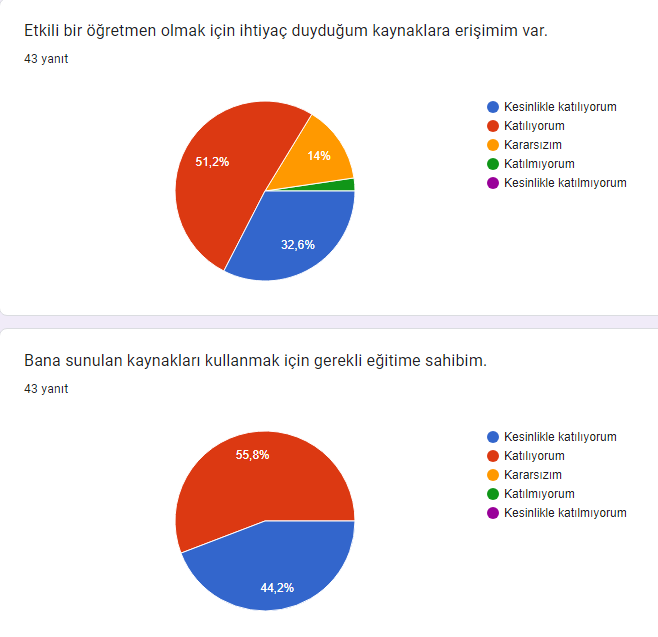 Etkili bir öğretmen olmak için ihtiyaç duyduğum kaynaklara erişimim var.
43 yanıt
Kesinlikle katılıyorum
Katılıyorum
Kararsızım
Katılmıyorum
Kesinlikle katılmıyorum
51,2%
14%
32,6%
Bana sunulan kaynakları kullanmak için gerekli eğitime sahibim.
43 yanıt
Kesinlikle katılıyorum
Katılıyorum
Kararsızım
Katılmıyorum
Kesinlikle katılmıyorum
55,8%
44,2%